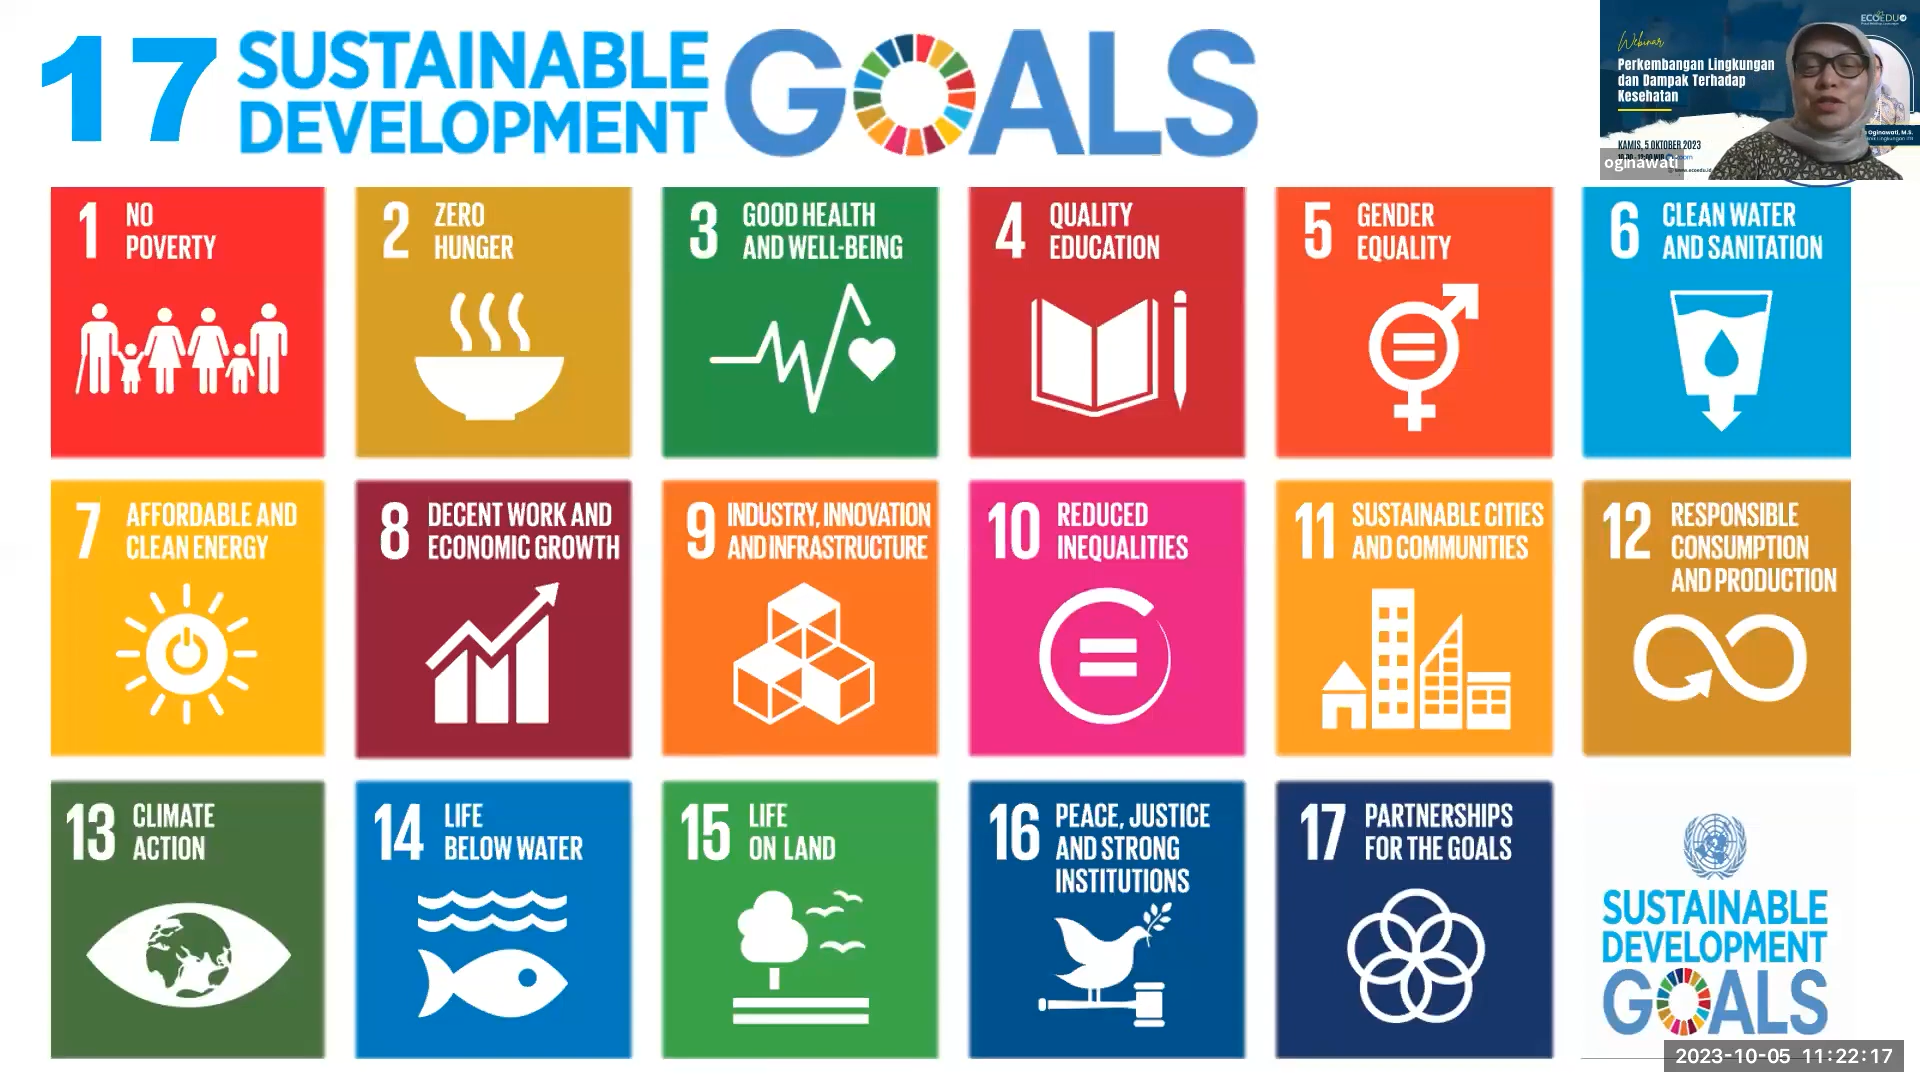 17 SUSTAINABLE
DEVELOPMENT GOALS
ECOEDU
Webinar
Perkembangan Lingkungan
dan Dampak Terhadap
Kesehatan
Oginawati, M.S.
KAMIS, 5 OKTOBER 2023
oginawati
www.ecoedu.id
1 NO
POVERTY
2 ZERO
HUNGER
3 GOOD HEALTH
AND WELL-BEING
4 QUALITY
EDUCATION
5 GENDER
EQUALITY
6 CLEAN WATER
AND SANITATION
7 AFFORDABLE AND
CLEAN ENERGY
8 DECENT WORK AND
ECONOMIC GROWTH
9 INDUSTRY, INNOVATION
AND INFRASTRUCTURE
10 REDUCED
INEQUALITIES
11 SUSTAINABLE CITIES
AND COMMUNITIES
12 RESPONSIBLE
CONSUMPTION
AND PRODUCTION
13 CLIMATE
ACTION
14 LIFE
BELOW WATER
15 LIFE
ON LAND
16 PEACE, JUSTICE
AND STRONG
INSTITUTIONS
17 PARTNERSHIPS
FOR THE GOALS
SUSTAINABLE
DEVELOPMENT
GOALS
2023-10-05 11:22:17